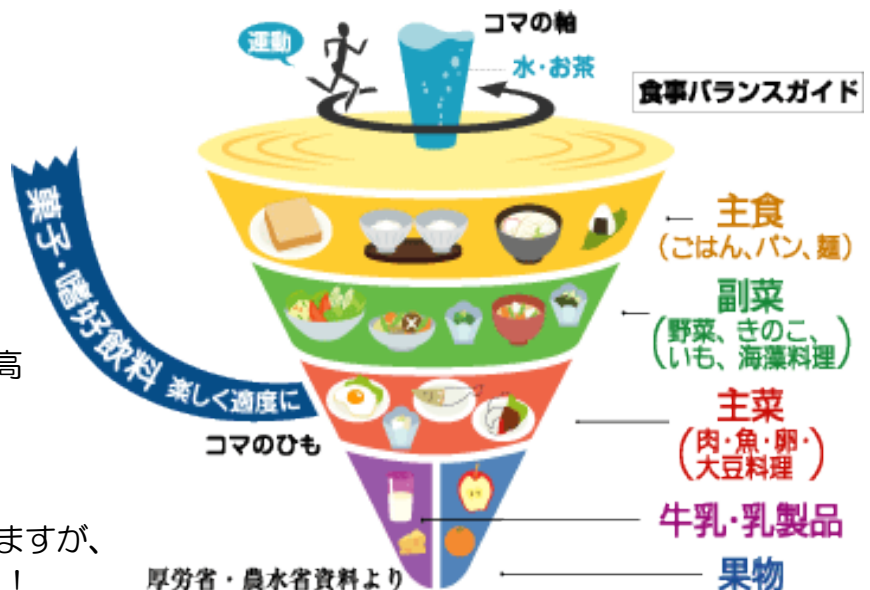 運動
コマの軸
水・お茶
食事バランスガイド
菓子・嗜好飲料 楽しく適度に
コマのひも
主食
(ごはん、パン、麺)
副菜
(野菜、きのこ、
いも、海藻料理)
主菜
(肉・魚・卵・
大豆料理)
牛乳・乳製品
果物
高
ますが、
!
厚労省・農水省資料より